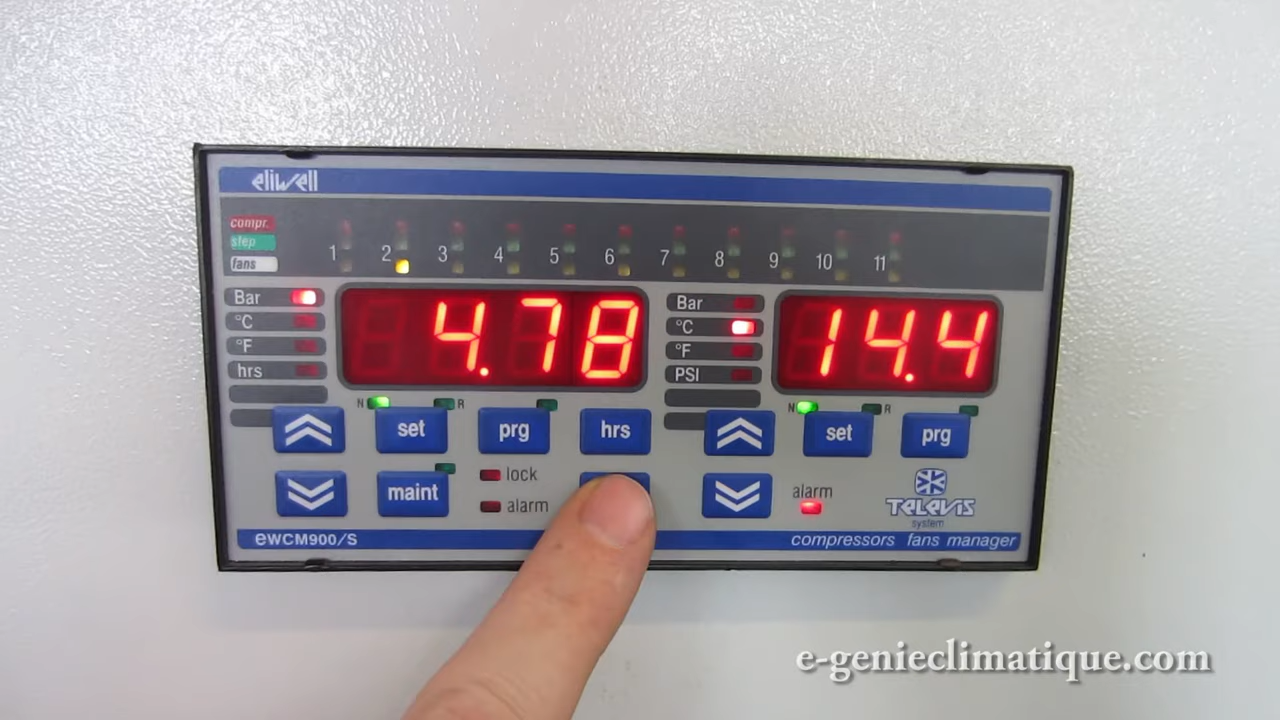 eliwell
compr.
step
fans
1 2 3 4 5 6 7 8 9 10 11
Bar
°C
°F
hrs
4.78
Bar
°C
°F
PSI
14.4
N R
N R
set prg hrs
set prg
maint
lock
alarm
alarm
TELEVIS
system
EWCM900/S
compressors fans manager
e-genieclimatique.com